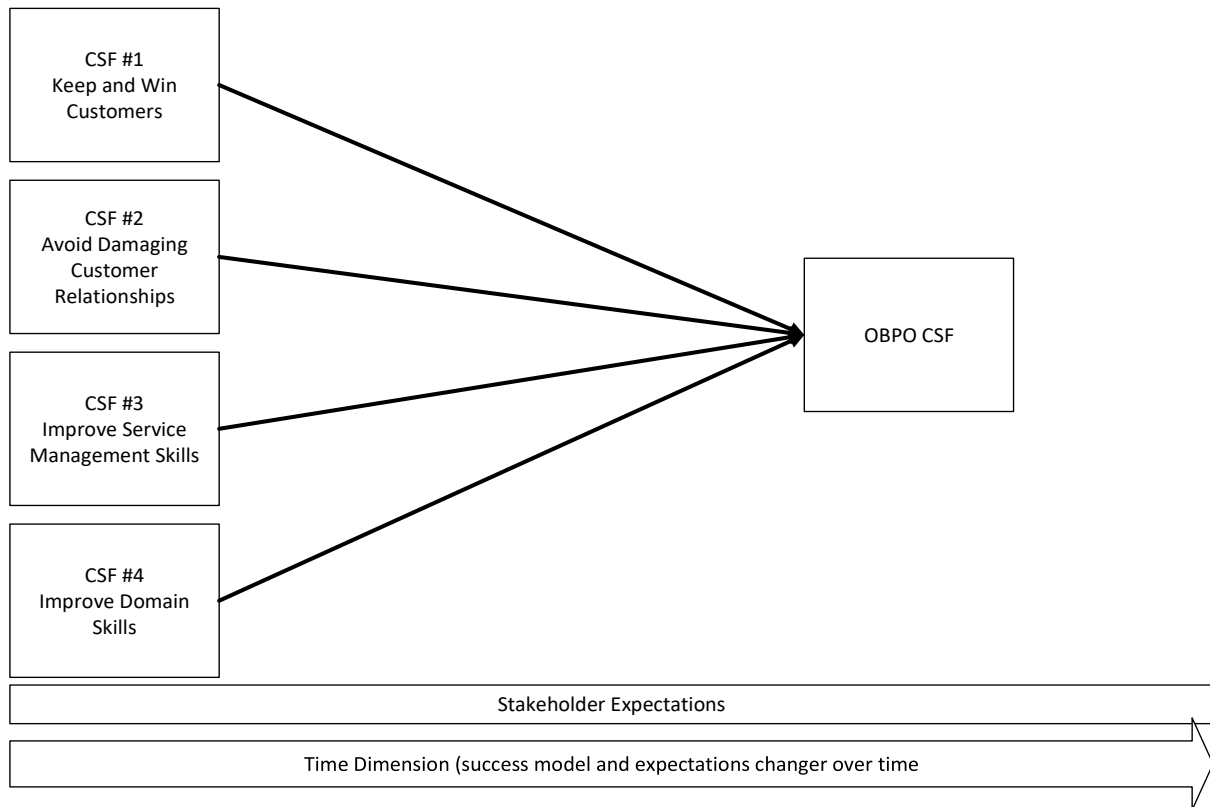 CSF #1
Keep and Win
Customers
CSF #2
Avoid Damaging
Customer
Relationships
OBPO CSF
CSF #3
Improve Service
Management Skills
CSF #4
Improve Domain
Skills
Stakeholder Expectations
Time Dimension (success model and expectations changer over time